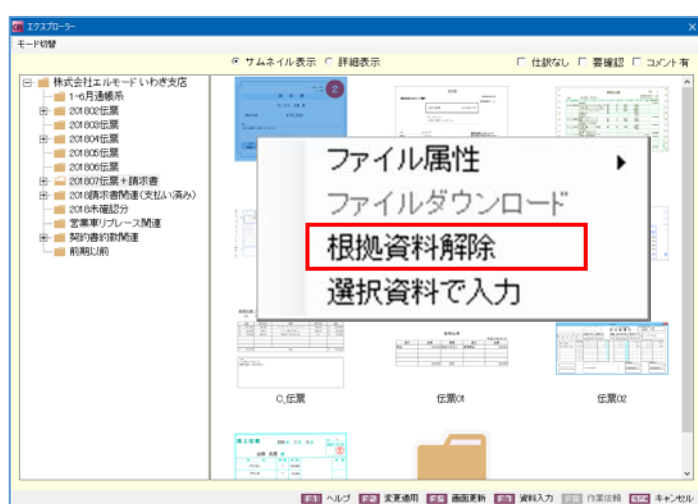 エクスプローラー
モード切替
サムネイル表示 詳細表示 仕訳なし 要確認 コメント有
株式会社エルモード いわき支店
1-6月通帳系
201802伝票
201803伝票
201804伝票
201805伝票
201806伝票
201807伝票+請求書
2018請求書関連(支払い済み)
2018未確認分
営業車リプレース関連
契約書約款関連
前期以前
2
ファイル属性
ファイルダウンロード
根拠資料解除
選択資料で入力
C_伝票
伝票01
伝票02
F1 ヘルプ F2 変更適用 F5 画面更新 資料入力 作業依頼 ESC キャンセル